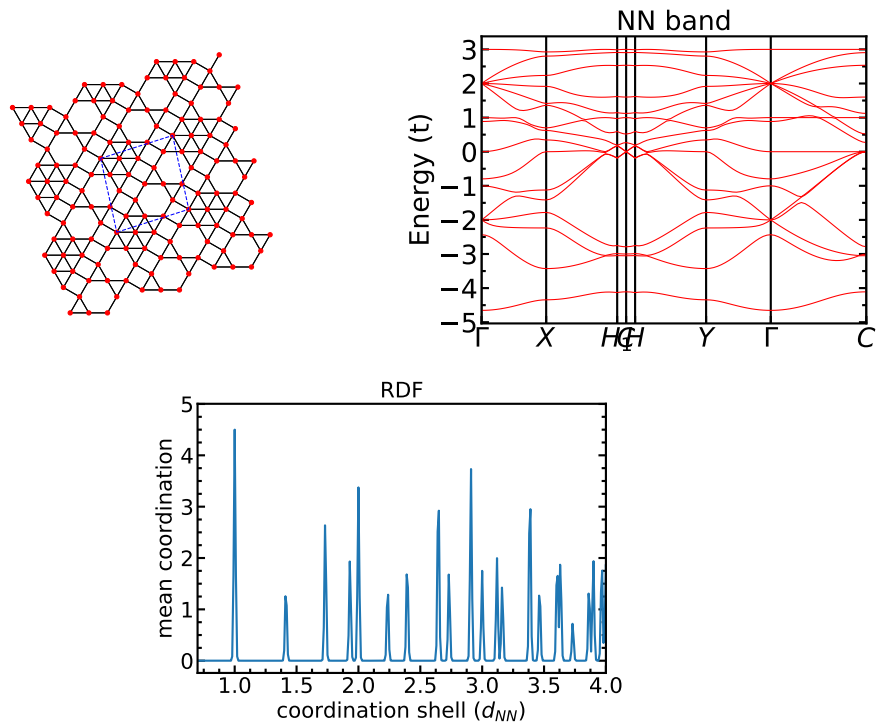 NN band
Energy (t)
3
2
1
0
−1
−2
−3
−4
−5
Γ X H C H Y Γ C
1
RDF
mean coordination
5
4
3
2
1
0
1.0 1.5 2.0 2.5 3.0 3.5 4.0
coordination shell (d_NN)